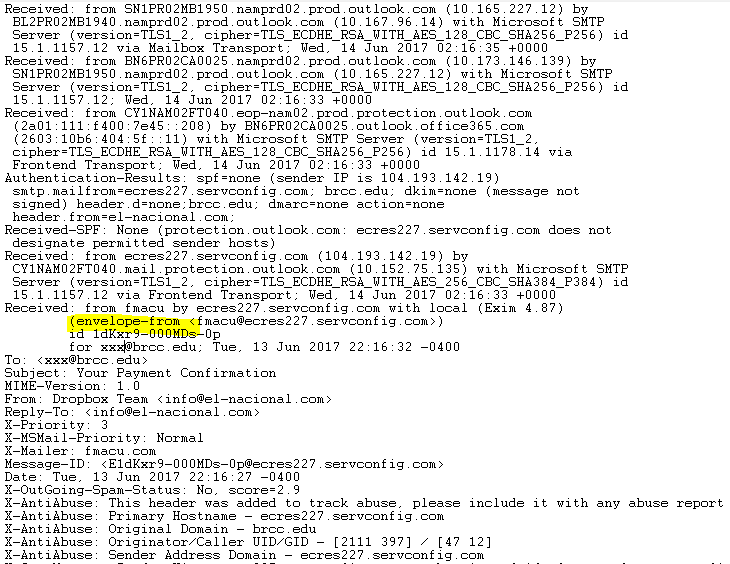 Received: from SN1PR02MB1950.namprd02.prod.outlook.com (10.165.227.12) by
BL2PR02MB1940.namprd02.prod.outlook.com (10.167.96.14) with Microsoft SMTP
Server (version=TLS1_2, cipher=TLS_ECDHE_RSA_WITH_AES_128_CBC_SHA256_P256) id
15.1.1157.12 via Mailbox Transport; Wed, 14 Jun 2017 02:16:35 +0000
Received: from BN6PR02CA0025.namprd02.prod.outlook.com (10.173.146.139) by
SN1PR02MB1950.namprd02.prod.outlook.com (10.165.227.12) with Microsoft SMTP
Server (version=TLS1_2, cipher=TLS_ECDHE_RSA_WITH_AES_128_CBC_SHA256_P256) id
15.1.1157.12; Wed, 14 Jun 2017 02:16:33 +0000
Received: from CY1NAM02FT040.eop-nam02.prod.protection.outlook.com
(2a01:111:f400:7e45::208) by BN6PR02CA0025.outlook.office365.com
(2603:10b6:404:5f::11) with Microsoft SMTP Server (version=TLS1_2,
cipher=TLS_ECDHE_RSA_WITH_AES_128_CBC_SHA256_P256) id 15.1.1178.14 via
Frontend Transport; Wed, 14 Jun 2017 02:16:33 +0000
Authentication-Results: spf=none (sender IP is 104.193.142.19)
smtp.mailfrom=ecres227.servconfig.com; brcc.edu; dkim=none (message not
signed) header.d=none;brcc.edu; dmarc=none action=none
header.from=el-nacional.com;
Received-SPF: None (protection.outlook.com: ecres227.servconfig.com does not
designate permitted sender hosts)
Received: from ecres227.servconfig.com (104.193.142.19) by
CY1NAM02FT040.mail.protection.outlook.com (10.152.75.135) with Microsoft SMTP
Server (version=TLS1_2, cipher=TLS_ECDHE_RSA_WITH_AES_256_CBC_SHA384_P384) id
15.1.1157.12 via Frontend Transport; Wed, 14 Jun 2017 02:16:33 +0000
Received: from fmacu by ecres227.servconfig.com with local (Exim 4.87)
(envelope-from <fmacu@ecres227.servconfig.com>)
id 1dKxr9-000MDs-0p
for xxx@brcc.edu; Tue, 13 Jun 2017 22:16:32 -0400
To: <xxx@brcc.edu>
Subject: Your Payment Confirmation
MIME-Version: 1.0
From: Dropbox Team <info@el-nacional.com>
Reply-To: <info@el-nacional.com>
X-Priority: 3
X-MSMail-Priority: Normal
X-Mailer: fmacu.com
Message-ID: <E1dKxr9-000MDs-0p@ecres227.servconfig.com>
Date: Tue, 13 Jun 2017 22:16:27 -0400
X-OutGoing-Spam-Status: No, score=2.9
X-AntiAbuse: This header was added to track abuse, please include it with any abuse report
X-AntiAbuse: Primary Hostname - ecres227.servconfig.com
X-AntiAbuse: Original Domain - brcc.edu
X-AntiAbuse: Originator/Caller UID/GID - [2111 397] / [47 12]
X-AntiAbuse: Sender Address Domain - ecres227.servconfig.com